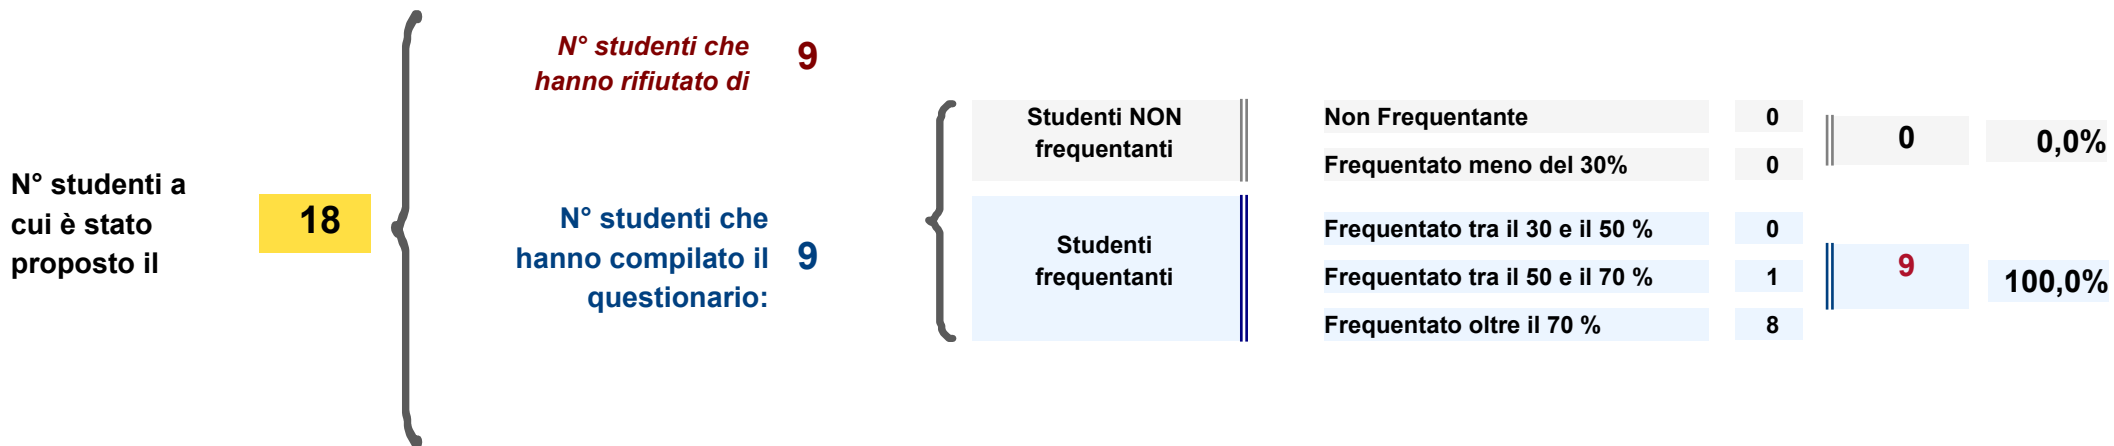 N° studenti a
cui è stato
proposto il
18
N° studenti che
hanno rifiutato di
9
N° studenti che
hanno compilato il
questionario:
9
Studenti NON
frequentanti
Non Frequentante
0
Frequentato meno del 30%
0
0
0,0%
Studenti
frequentanti
Frequentato tra il 30 e il 50 %
0
Frequentato tra il 50 e il 70 %
1
Frequentato oltre il 70 %
8
9
100,0%